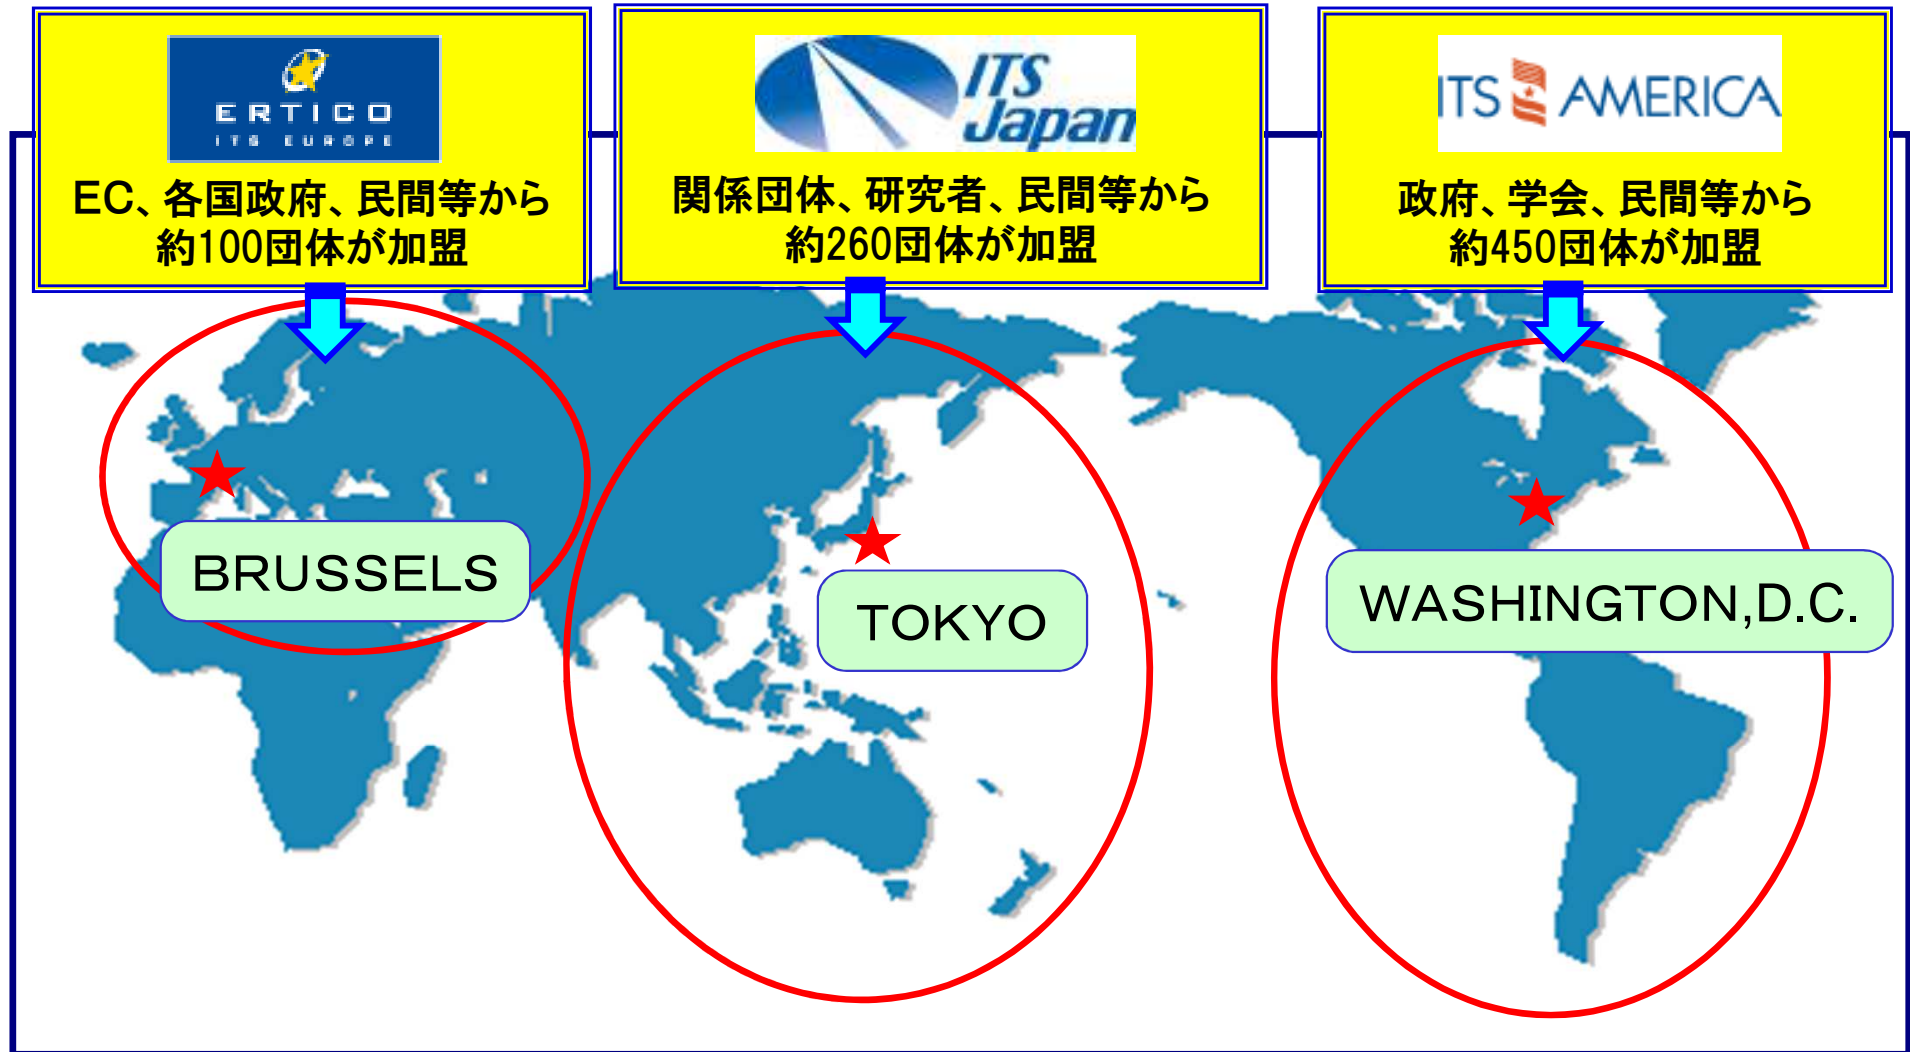 ERTICO
ITS EUROPE
EC、各国政府、民間等から
約100団体が加盟
ITS
Japan
関係団体、研究者、民間等から
約260団体が加盟
ITS AMERICA
政府、学会、民間等から
約450団体が加盟
BRUSSELS
TOKYO
WASHINGTON,D.C.